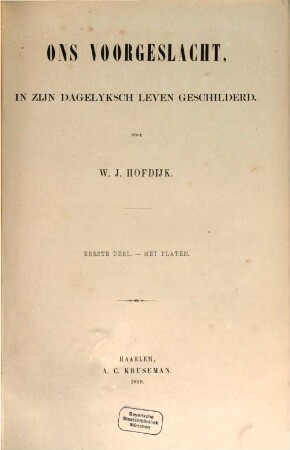 ONS VOORGESLACHT,
IN ZIJN DAGELYKSCH LEVEN GESCHILDERD.
DOOR
W. J. HOFDIJK.
EERSTE DEEL. — MET PLATEN.
HAARLEM,
A. C. KRUSEMAN.
1859.
Bayerische
Staatsbibliothek
München